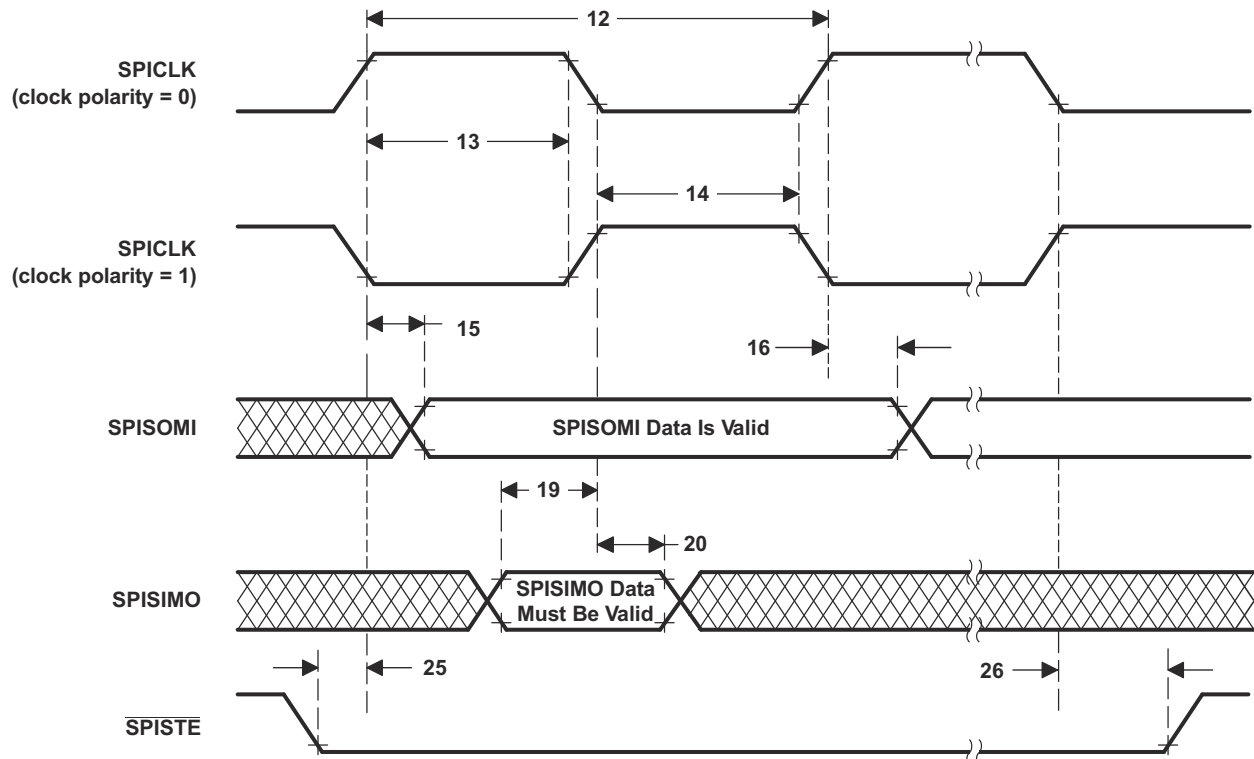 12
SPICLK
(clock polarity = 0)
13
14
SPICLK
(clock polarity = 1)
15
16
SPISOMI
SPISOMI Data Is Valid
19
20
SPISIMO
SPISIMO Data
Must Be Valid
25
26
SPISTE